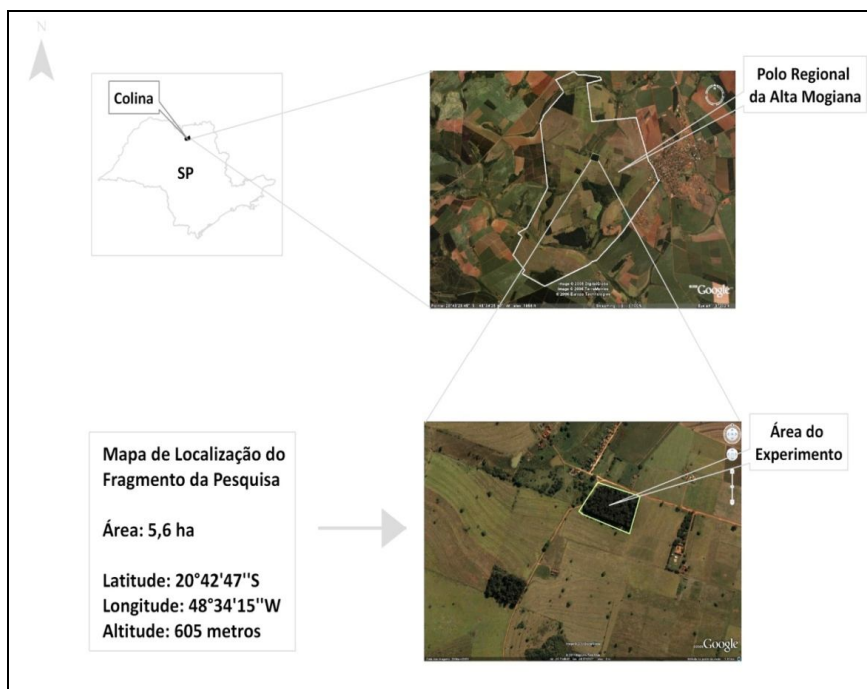 N
Colina
SP
Polo Regional
da Alta Mogiana
Google
Mapa de Localização do
Fragmento da Pesquisa
Área: 5,6 ha
Latitude: 20°42'47''S
Longitude: 48°34'15''W
Altitude: 605 metros
Área do
Experimento
Google